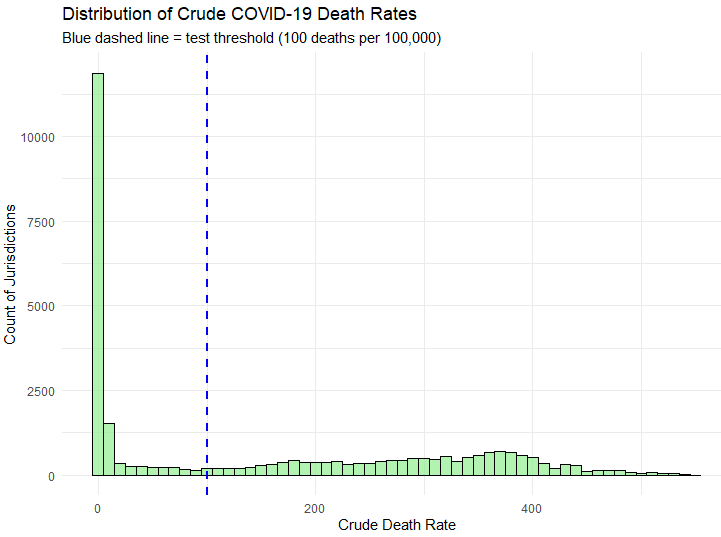 Distribution of Crude COVID-19 Death Rates
Blue dashed line = test threshold (100 deaths per 100,000)
Count of Jurisdictions
10000
7500
5000
2500
0
0 200 400
Crude Death Rate